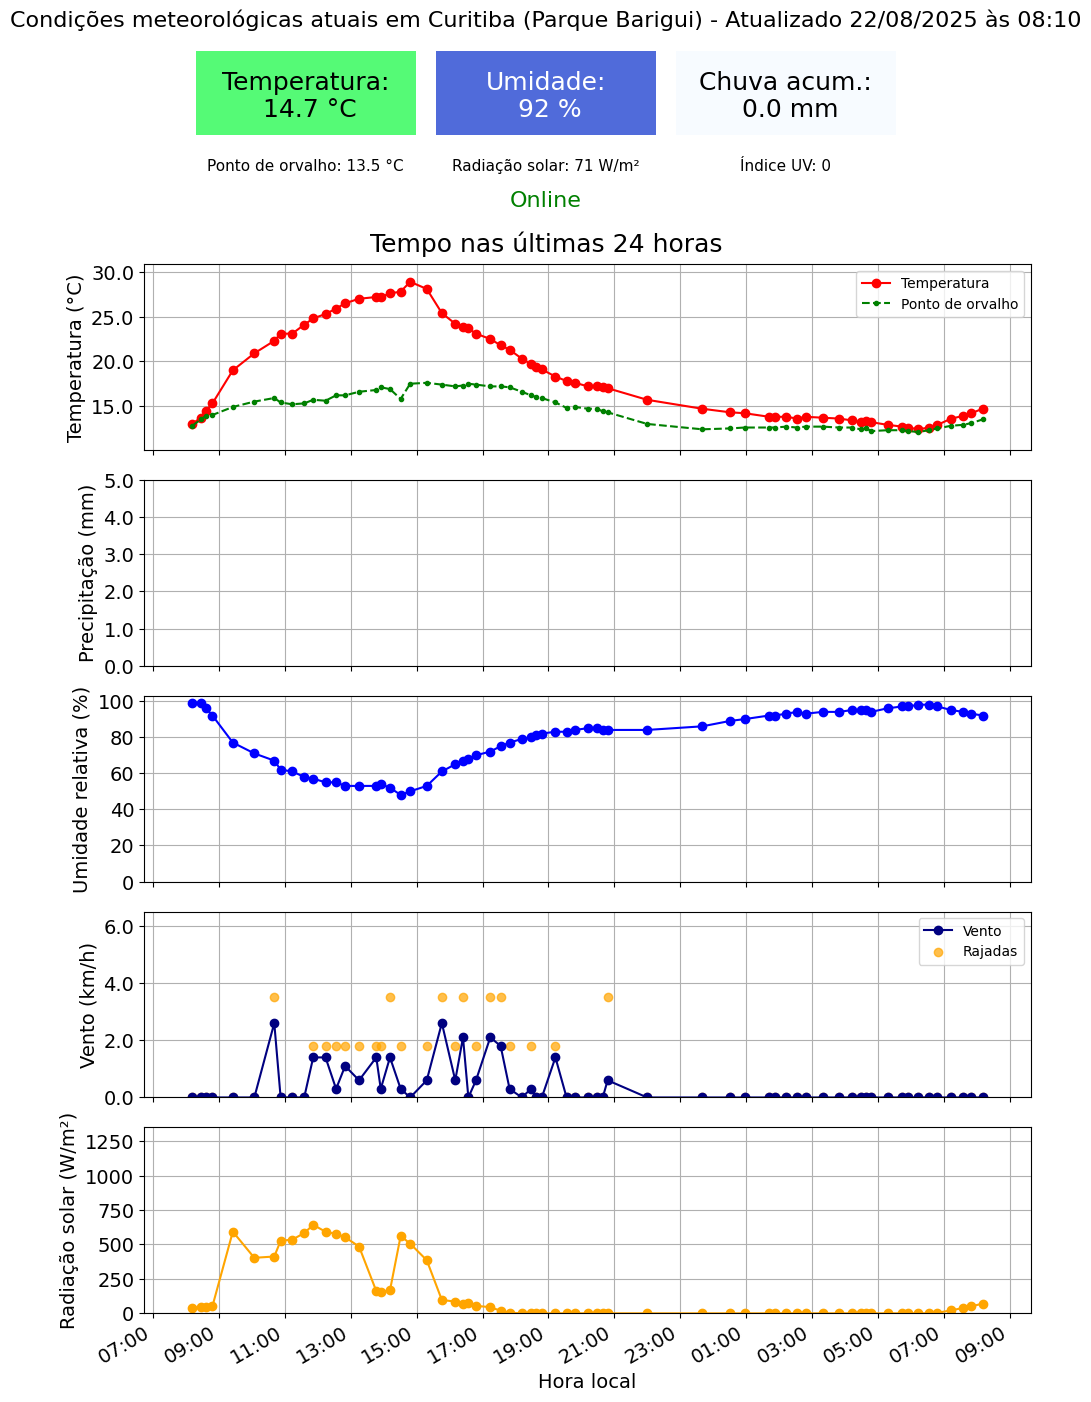 Condições meteorológicas atuais em Curitiba (Parque Barigui) - Atualizado 22/08/2025 às 08:10
Temperatura:
14.7 °C
Umidade:
92 %
Chuva acum.:
0.0 mm
Ponto de orvalho: 13.5 °C
Radiação solar: 71 W/m²
Índice UV: 0
Online
Tempo nas últimas 24 horas
Temperatura (°C)
30.0
25.0
20.0
15.0
Temperatura
Ponto de orvalho
Precipitação (mm)
5.0
4.0
3.0
2.0
1.0
0.0
Umidade relativa (%)
100
80
60
40
20
0
Vento (km/h)
6.0
4.0
2.0
0.0
Vento
Rajadas
Radiação solar (W/m²)
1250
1000
750
500
250
0
07:00
09:00
11:00
13:00
15:00
17:00
19:00
21:00
23:00
01:00
03:00
05:00
07:00
09:00
Hora local